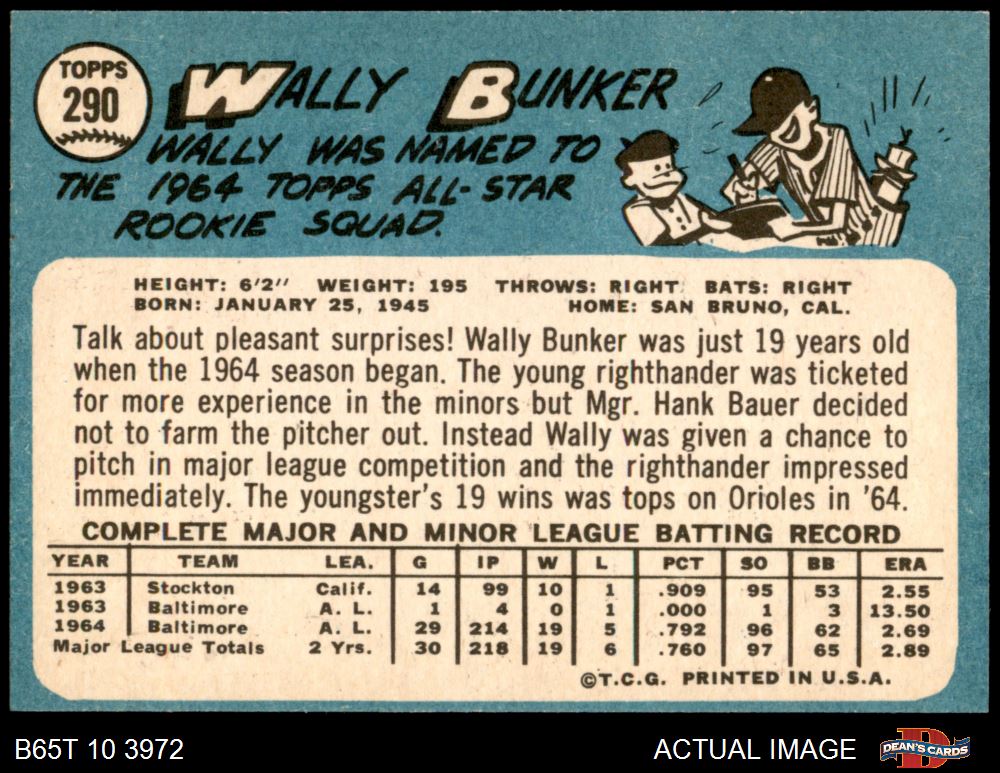 TOPPS
290
WALLY BUNKER
WALLY WAS NAMED TO
THE 1964 TOPPS ALL-STAR
ROOKIE SQUAD.
HEIGHT: 6'2" WEIGHT: 195 THROWS: RIGHT BATS: RIGHT
BORN: JANUARY 25, 1945 HOME: SAN BRUNO, CAL.
Talk about pleasant surprises! Wally Bunker was just 19 years old
when the 1964 season began. The young righthander was ticketed
for more experience in the minors but Mgr. Hank Bauer decided
not to farm the pitcher out. Instead Wally was given a chance to
pitch in major league competition and the righthander impressed
immediately. The youngster's 19 wins was tops on Orioles in '64.
COMPLETE MAJOR AND MINOR LEAGUE BATTING RECORD
YEAR TEAM LEA. G IP W L PCT SO BB ERA
1963 Stockton Calif. 14 99 10 1 .909 95 53 2.55
1963 Baltimore A. L. 1 4 0 1 .000 1 3 13.50
1964 Baltimore A. L. 29 214 19 5 .792 96 62 2.69
Major League Totals 2 Yrs. 30 218 19 6 .760 97 65 2.89
©T.C.G. PRINTED IN U.S.A.
B65T 10 3972 ACTUAL IMAGE DEAN'S CARDS